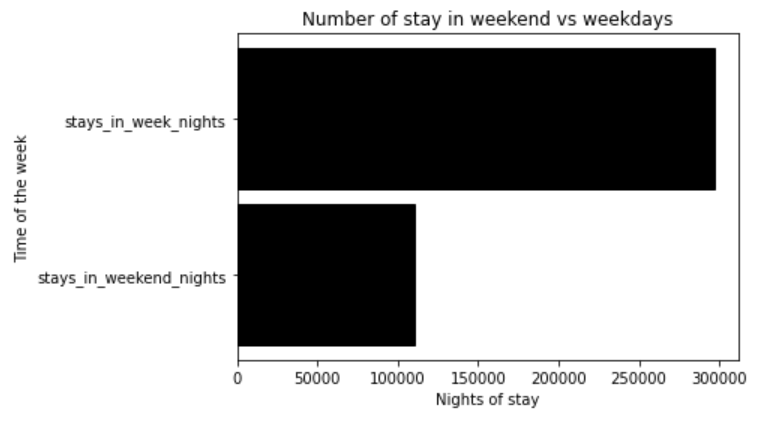 Number of stay in weekend vs weekdays
stays_in_week_nights
Time of the week
stays_in_weekend_nights
0 50000 100000 150000 200000 250000 300000
Nights of stay